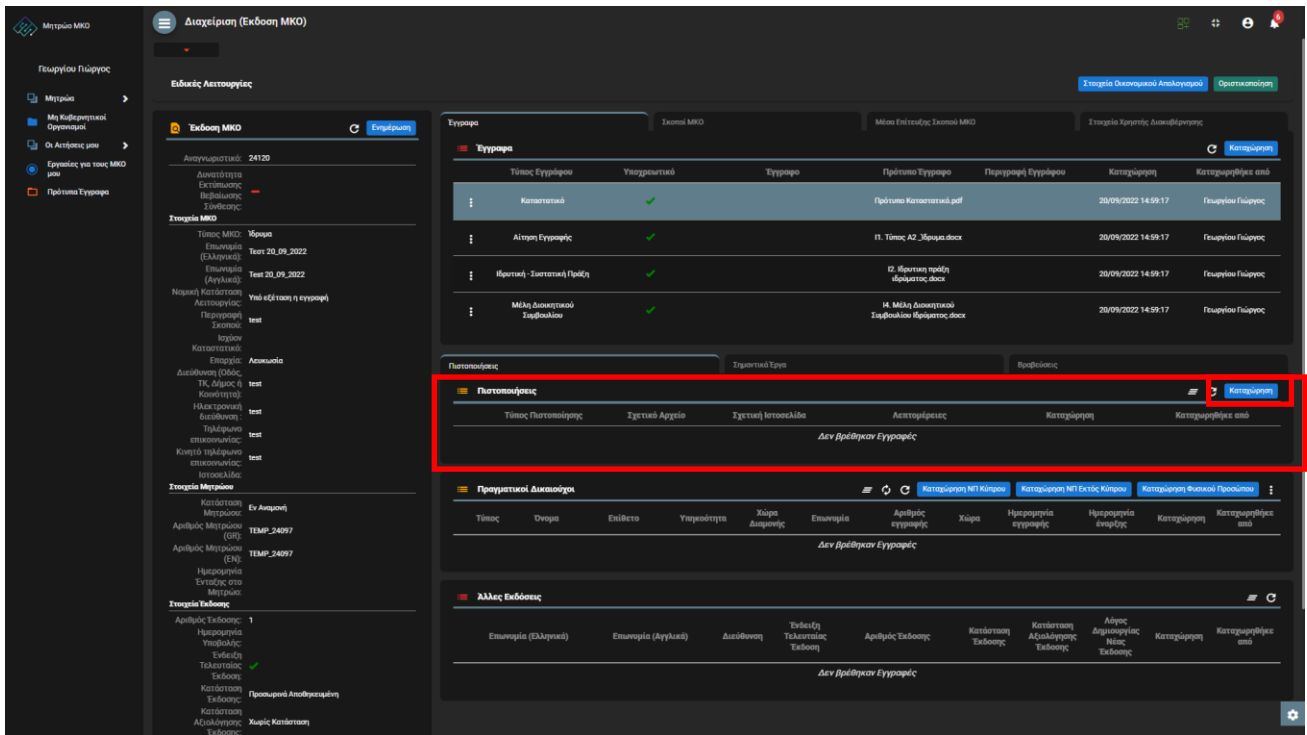 Μητρώο ΜΚΟ
Διαχείριση (Έκδοση ΜΚΟ)
6
Γεωργίου Γιώργος
Μητρώα
Μη Κυβερνητικοί
Οργανισμοί
Οι Αιτήσεις μου
Εργασίες για τους ΜΚΟ
μου
Πρότυπα Έγγραφα
Ειδικές Λειτουργίες
Στοιχεία Οικονομικού Απολογισμού
Οριστικοποίηση
Έκδοση ΜΚΟ
Ενημέρωση
Αναγνωριστικό: 24120
Δυνατότητα
Εκτύπωσης
Βεβαίωσης
Σύνθεσης:
Στοιχεία ΜΚΟ
Τύπος ΜΚΟ: Ίδρυμα
Επωνυμία
(Ελληνικά): Τεστ 20_09_2022
Επωνυμία
(Αγγλικά): Test 20_09_2022
Νομική Κατάσταση
Λειτουργίας: Υπό εξέταση η εγγραφή
Περιγραφή
Σκοπού: test
Ισχύον
Καταστατικό:
Επαρχία: Λευκωσία
Διεύθυνση (Οδός,
ΤΚ, Δήμος ή
Κοινότητα): test
Ηλεκτρονική
διεύθυνση : test
Τηλέφωνο
επικοινωνίας: test
Κινητό τηλέφωνο
επικοινωνίας: test
Ιστοσελίδα:
Στοιχεία Μητρώου
Κατάσταση
Μητρώου: Εν Αναμονή
Αριθμός Μητρώου
(GR): TEMP_24097
Αριθμός Μητρώου
(EN): TEMP_24097
Ημερομηνία
Ένταξης στο
Μητρώο:
Στοιχεία Έκδοσης
Αριθμός Έκδοσης: 1
Ημερομηνία
Υποβολής:
Ένδειξη
Τελευταίας
Έκδοση:
Κατάσταση
Έκδοσης: Προσωρινά Αποθηκευμένη
Κατάσταση
Αξιολόγησης
Έκδοσης: Χωρίς Κατάσταση
Έγγραφα
Σκοποί ΜΚΟ
Μέσα Επίτευξης Σκοπού ΜΚΟ
Στοιχεία Χρηστής Διακυβέρνησης
Έγγραφα
Καταχώρηση
Τύπος Εγγράφου Υποχρεωτικό Έγγραφο Πρότυπο Έγγραφο Περιγραφή Εγγράφου Καταχώρηση Καταχωρηθήκε από
Καταστατικό Πρότυπο Καταστατικό.pdf 20/09/2022 14:59:17 Γεωργίου Γιώργος
Αίτηση Εγγραφής Π1. Τύπος Α2 _Ίδρυμα.docx 20/09/2022 14:59:17 Γεωργίου Γιώργος
Ιδρυτική - Συστατική Πράξη Ι2. Ιδρυτικη πράξη
ιδρύματος.docx 20/09/2022 14:59:17 Γεωργίου Γιώργος
Μέλη Διοικητικού
Συμβουλίου Ι4. Μέλη Διοικητικού
Συμβουλίου Ιδρύματος.docx 20/09/2022 14:59:17 Γεωργίου Γιώργος
Πιστοποιήσεις
Σημαντικά Έργα
Βραβεύσεις
Πιστοποιήσεις
Καταχώρηση
Τύπος Πιστοποίησης Σχετικό Αρχείο Σχετική Ιστοσελίδα Λεπτομέρειες Καταχώρηση Καταχωρηθήκε από
Δεν βρέθηκαν Εγγραφές
Πραγματικοί Δικαιούχοι
Καταχώρηση ΝΠ Κύπρου
Καταχώρηση ΝΠ Εκτός Κύπρου
Καταχώρηση Φυσικού Προσώπου
Τύπος Όνομα Επίθετο Υπηκοότητα Χώρα
Διαμονής Επωνυμία Αριθμός
εγγραφής Χώρα Ημερομηνία
εγγραφής Ημερομηνία
έναρξης Καταχώρηση Καταχωρηθήκε
από
Δεν βρέθηκαν Εγγραφές
Άλλες Εκδόσεις
Επωνυμία (Ελληνικά) Επωνυμία (Αγγλικά) Διεύθυνση Ένδειξη
Τελευταίας
Έκδοση Αριθμός Έκδοσης Κατάσταση
Έκδοσης Κατάσταση
Αξιολόγησης
Έκδοσης Λόγος
Δημιουργίας
Νέας
Έκδοσης Καταχώρηση Καταχωρηθήκε
από
Δεν βρέθηκαν Εγγραφές